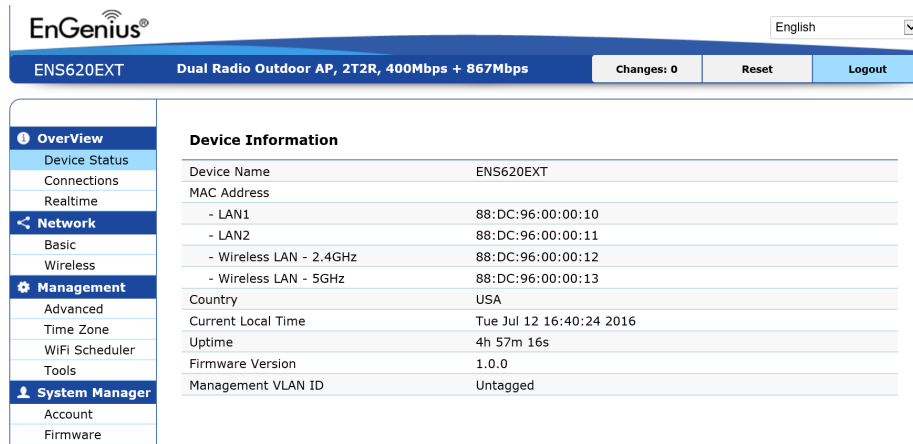 EnGenius®
English
ENS620EXT
Dual Radio Outdoor AP, 2T2R, 400Mbps + 867Mbps
Changes: 0
Reset
Logout
OverView
Device Status
Connections
Realtime
Network
Basic
Wireless
Management
Advanced
Time Zone
WiFi Scheduler
Tools
System Manager
Account
Firmware
Device Information
Device Name ENS620EXT
MAC Address
- LAN1 88:DC:96:00:00:10
- LAN2 88:DC:96:00:00:11
- Wireless LAN - 2.4GHz 88:DC:96:00:00:12
- Wireless LAN - 5GHz 88:DC:96:00:00:13
Country USA
Current Local Time Tue Jul 12 16:40:24 2016
Uptime 4h 57m 16s
Firmware Version 1.0.0
Management VLAN ID Untagged